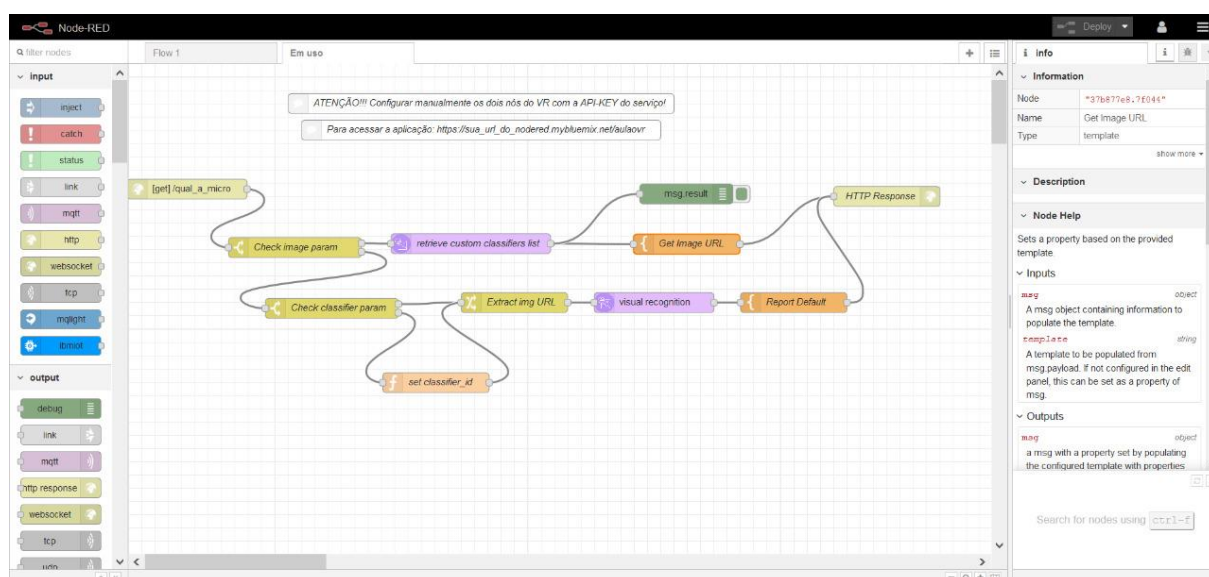 Node-RED
Deploy
filter nodes
input
inject
catch
status
link
mqtt
http
websocket
tcp
mqlight
ibmiot
output
debug
link
mqtt
http response
websocket
tcp
udp
Flow 1
Em uso
ATENÇÃO!!! Configurar manualmente os dois nós do VR com a API-KEY do serviço!
Para acessar a aplicação: https://sua_url_do_nodered.mybluemix.net/aulaovr
[get] /qual_a_micro
msg.result
HTTP Response
Check image param
retrieve custom classifiers list
Get Image URL
Check classifier param
Extract img URL
visual recognition
Report Default
set classifier_id
info
Information
Node "37b877e8.7f044"
Name Get Image URL
Type template
show more
Description
Node Help
Sets a property based on the provided
template
Inputs
msg object
A msg object containing information to
populate the template.
template string
A template to be populated from
msg.payload. If not configured in the edit
panel, this can be set as a property of
msg.
Outputs
msg object
a msg with a property set by populating
the configured template with properties
Search for nodes using ctrl-f